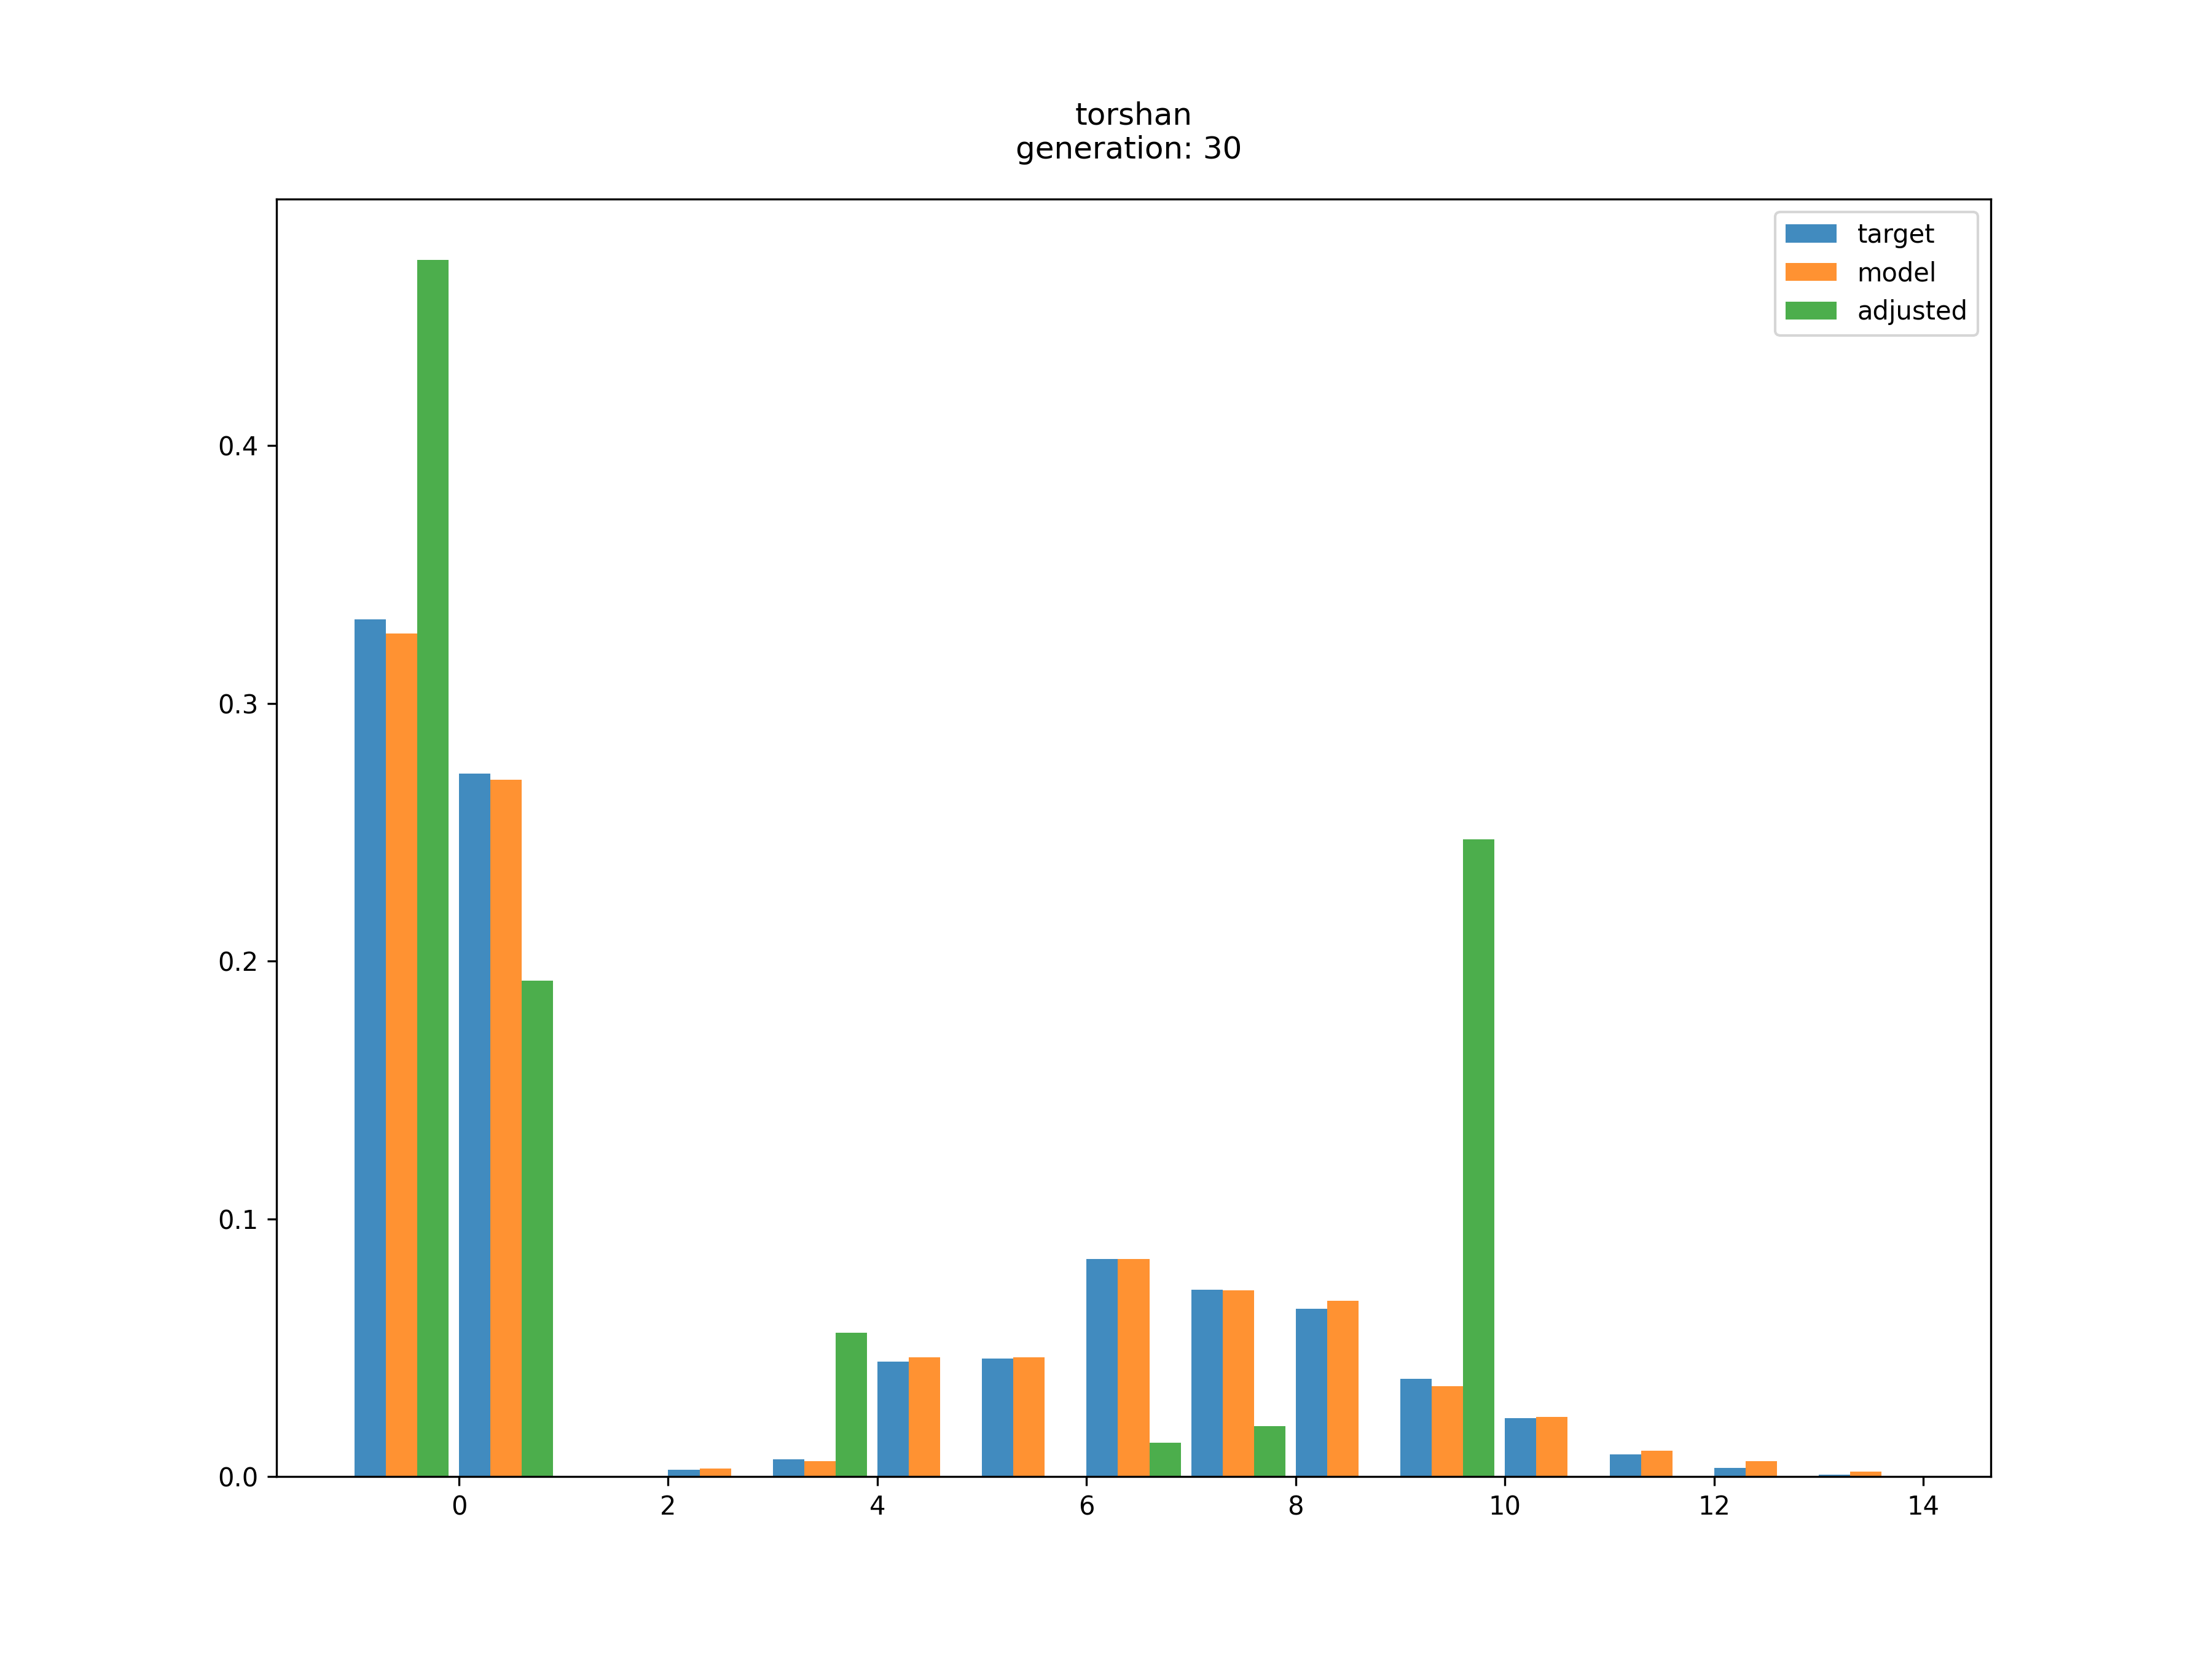 torshan
generation: 30
target
model
adjusted
0.4
0.3
0.2
0.1
0.0
0 2 4 6 8 10 12 14